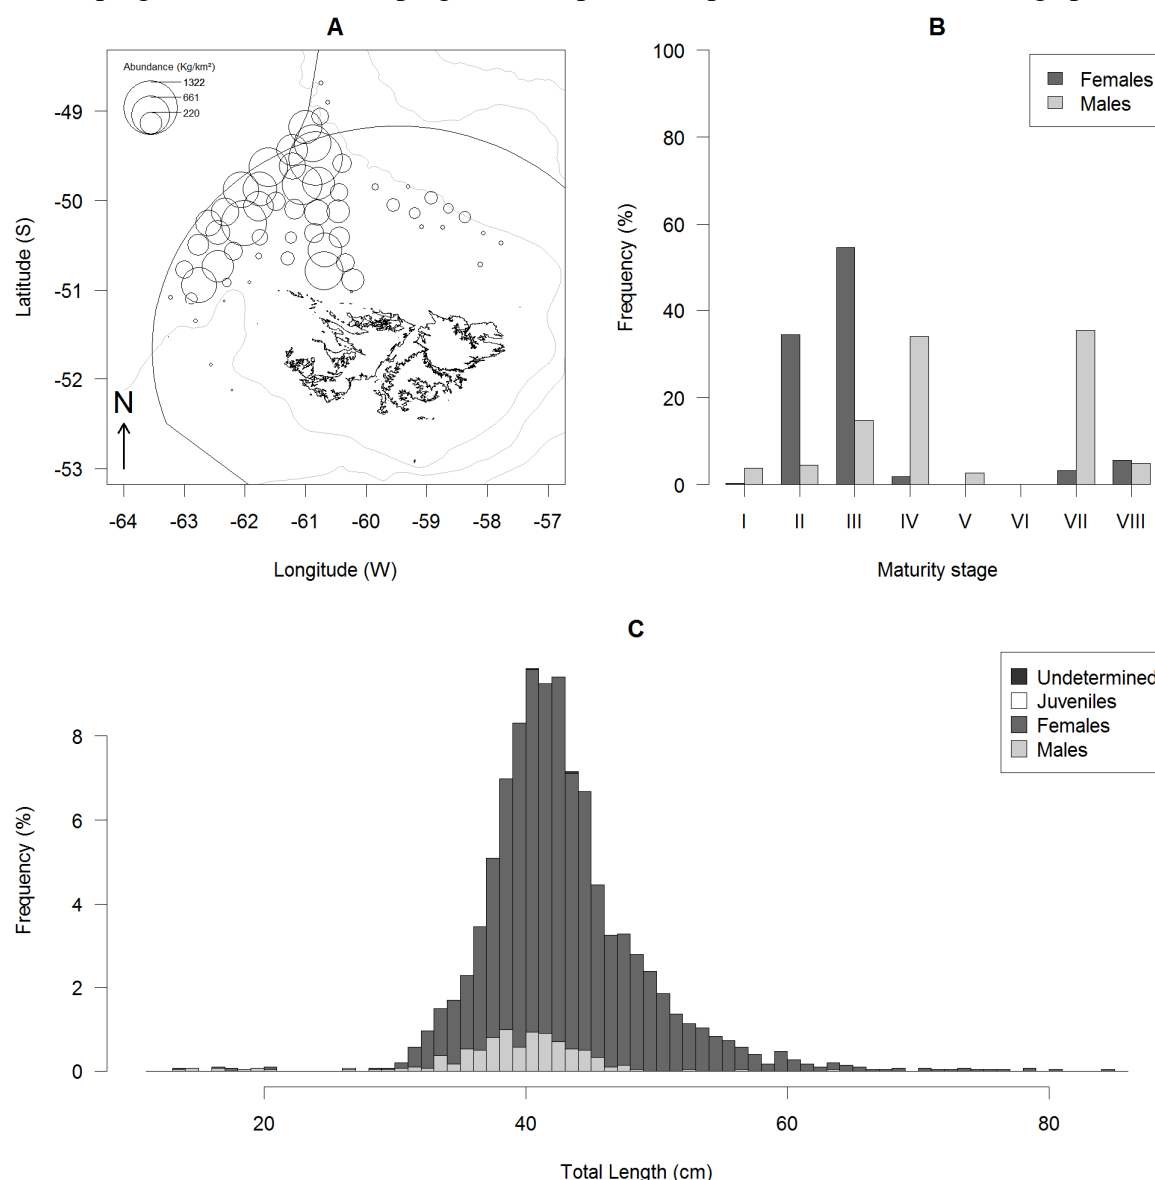 A
Abundance (Kg/km²)
1322
661
220
-49
-50
-51
-52
-53
Latitude (S)
N
-64 -63 -62 -61 -60 -59 -58 -57
Longitude (W)
B
100
80
60
40
20
0
Frequency (%)
Females
Males
I II III IV V VI VII VIII
Maturity stage
C
Undetermined
Juveniles
Females
Males
8
6
4
2
0
Frequency (%)
20 40 60 80
Total Length (cm)